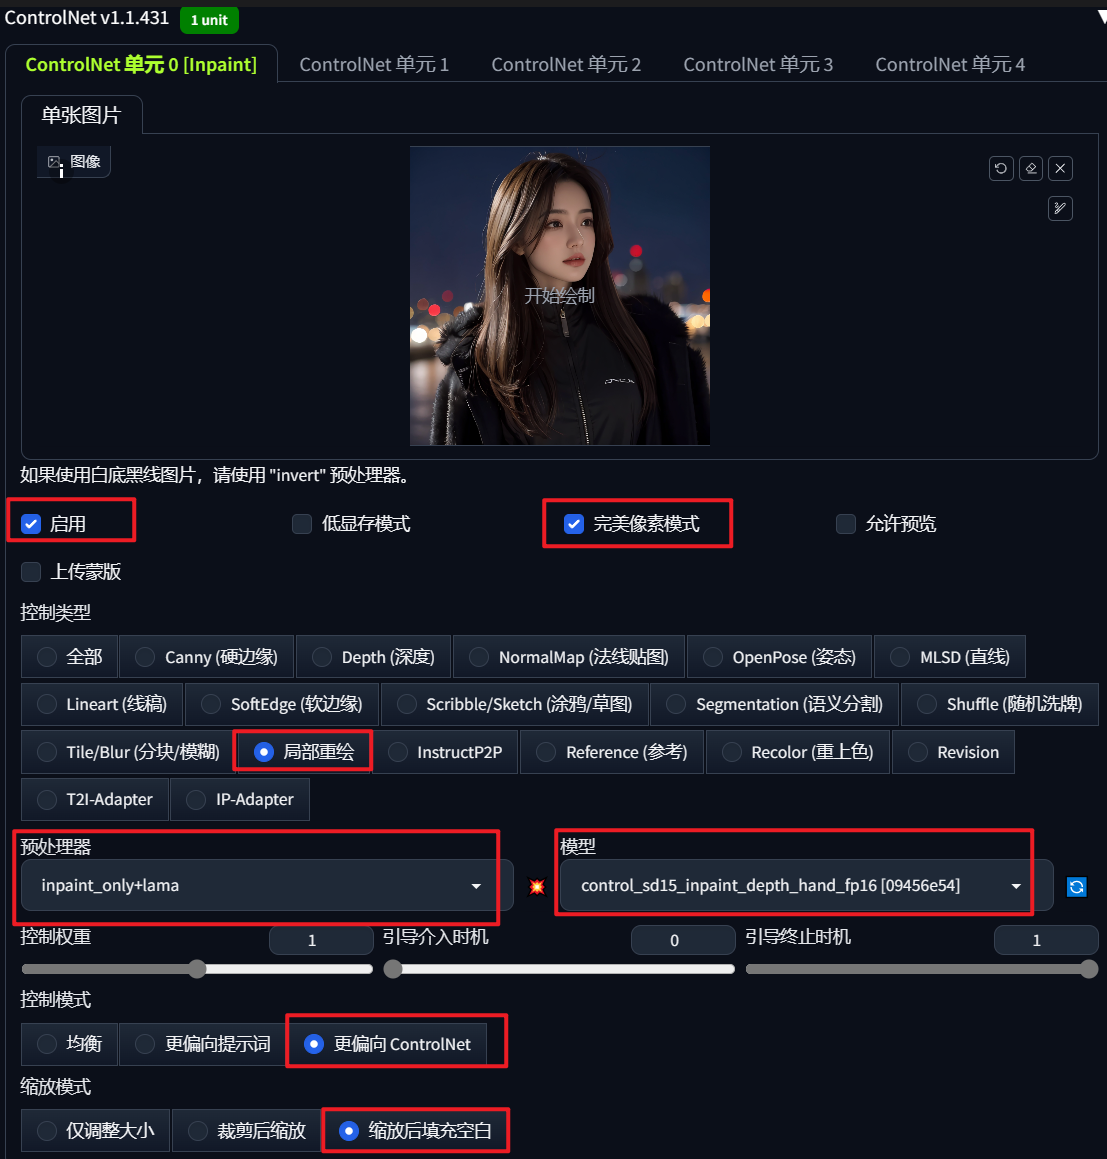 ControlNet v1.1.431 1 unit
ControlNet 单元 0 [Inpaint] ControlNet 单元 1 ControlNet 单元 2 ControlNet 单元 3 ControlNet 单元 4
单张图片
图像
开始绘制
如果使用白底黑线图片，请使用 "invert" 预处理器。
启用 低显存模式 完美像素模式 允许预览
上传蒙版
控制类型
全部 Canny (硬边缘) Depth (深度) NormalMap (法线贴图) OpenPose (姿态) MLSD (直线)
Lineart (线稿) SoftEdge (软边缘) Scribble/Sketch (涂鸦/草图) Segmentation (语义分割) Shuffle (随机洗牌)
Tile/Blur (分块/模糊) 局部重绘 InstructP2P Reference (参考) Recolor (重上色) Revision
T2I-Adapter IP-Adapter
预处理器 模型
inpaint_only+lama control_sd15_inpaint_depth_hand_fp16 [09456e54]
控制权重 1 引导介入时机 0 引导终止时机 1
控制模式
均衡 更偏向提示词 更偏向 ControlNet
缩放模式
仅调整大小 裁剪后缩放 缩放后填充空白